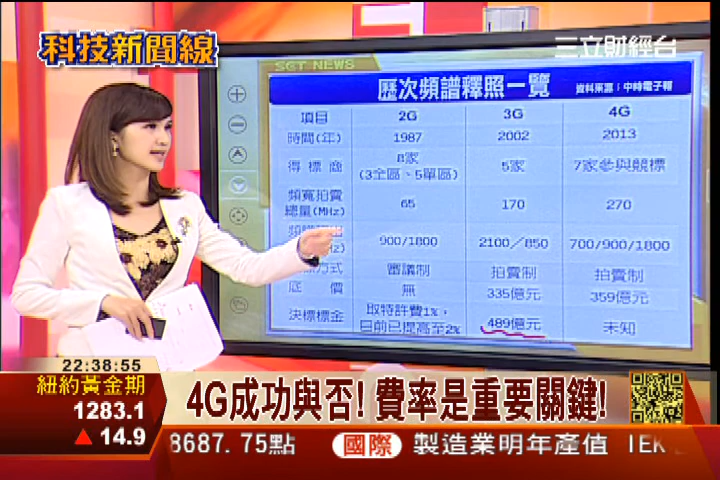 科技新聞線
三立財經台
SET NEWS
歷次頻譜釋照一覽 資料來源：中時電子報
項目 2G 3G 4G
時間(年) 1987 2002 2013
得標商 8家 (3全區、5單區) 5家 7家參與競標
頻寬拍賣總量(MHz) 65 170 270
900/1800 2100／850 700/900/1800
方式 審議制 拍賣制 拍賣制
底價 無 335億元 359億元
決標標金 取特許費1%，目前已提高至2% 489億元 未知
22:38:55
紐約黃金期
1283.1
▲14.9
4G成功與否! 費率是重要關鍵!
8687.75點 國際 製造業明年產值 IEK